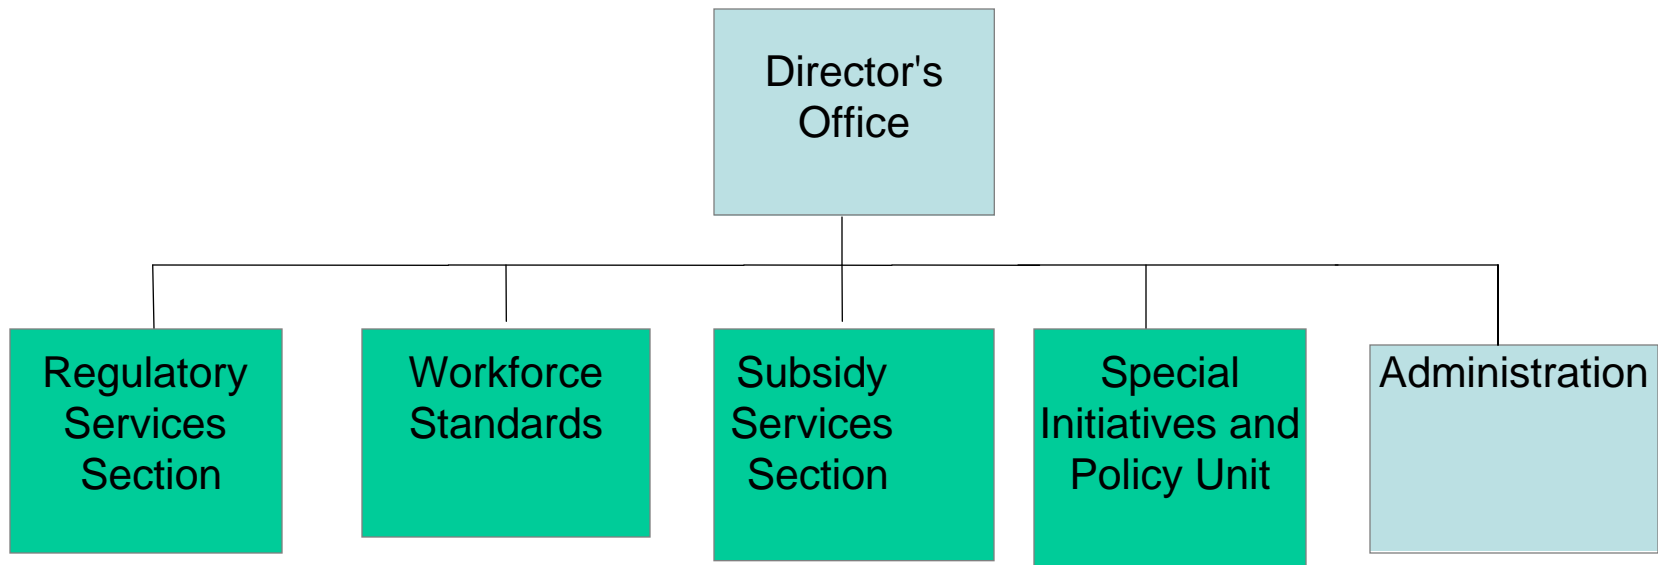 Director's
Office
Regulatory
Services
Section
Workforce
Standards
Subsidy
Services
Section
Special
Initiatives and
Policy Unit
Administration